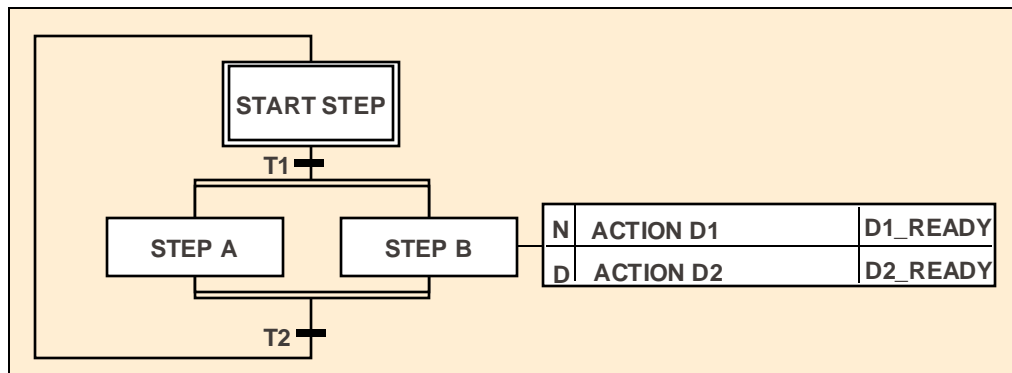 START STEP
T1
STEP A
STEP B
N ACTION D1 D1_READY
D ACTION D2 D2_READY
T2